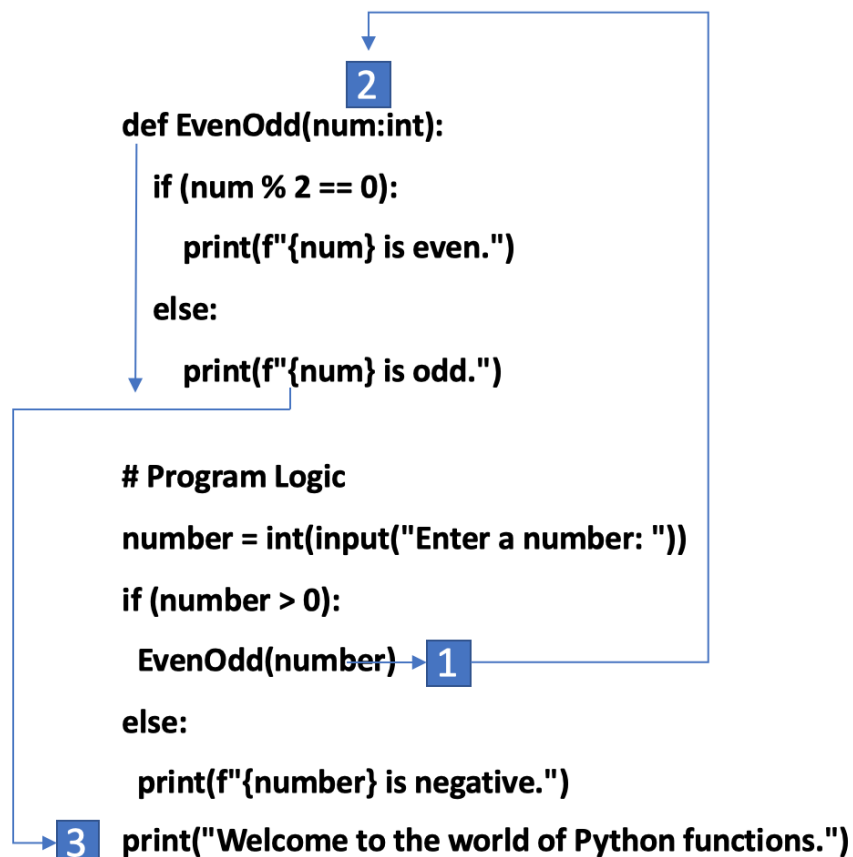 2
def EvenOdd(num:int):
if (num % 2 == 0):
print(f"{num} is even.")
else:
print(f"{num} is odd.")
# Program Logic
number = int(input("Enter a number: "))
if (number > 0):
EvenOdd(number) 1
else:
print(f"{number} is negative.")
3 print("Welcome to the world of Python functions.")